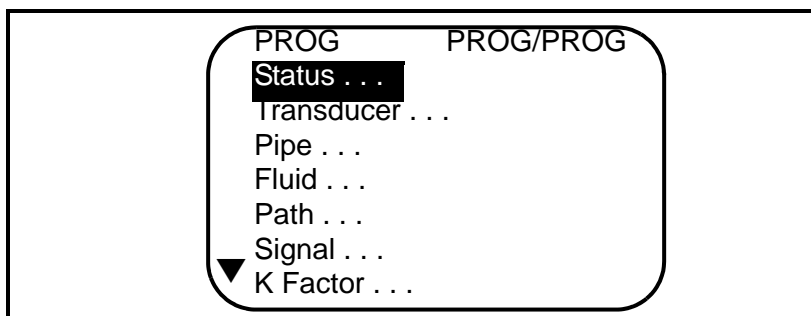 PROG PROG/PROG
Status . . .
Transducer . . .
Pipe . . .
Fluid . . .
Path . . .
Signal . . .
K Factor . . .